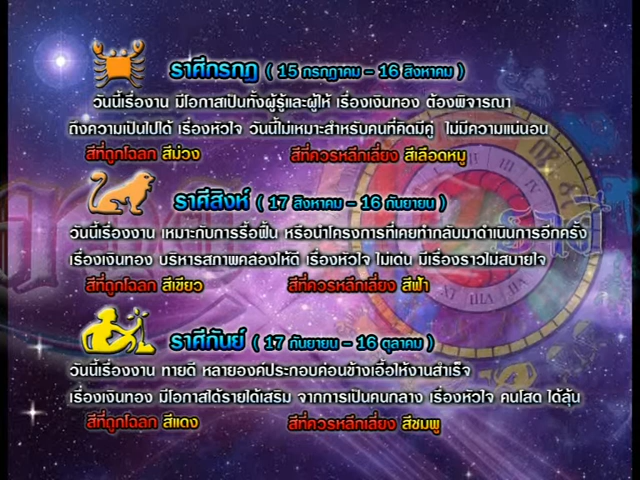 ราศีกรกฎ ( 15 กรกฎาคม - 16 สิงหาคม )
วันนี้เรื่องงาน มีโอกาสเป็นทั้งผู้รู้และผู้ให้ เรื่องเงินทอง ต้องพิจารณา
ถึงความเป็นไปได้ เรื่องหัวใจ วันนี้ไม่เหมาะสำหรับคนที่คิดมีคู่ ไม่มีความแน่นอน
สีที่ถูกโฉลก สีม่วง สีที่ควรหลีกเลี่ยง สีเลือดหมู
ราศีสิงห์ ( 17 สิงหาคม - 16 กันยายน )
วันนี้เรื่องงาน เหมาะกับการรื้อฟื้น หรือนำโครงการที่เคยทำกลับมาดำเนินการอีกครั้ง
เรื่องเงินทอง บริหารสภาพคล่องให้ดี เรื่องหัวใจ ไม่เด่น มีเรื่องราวไม่สบายใจ
สีที่ถูกโฉลก สีเขียว สีที่ควรหลีกเลี่ยง สีฟ้า
ราศีกันย์ ( 17 กันยายน - 16 ตุลาคม )
วันนี้เรื่องงาน ทายดี หลายองค์ประกอบค่อนข้างเอื้อให้งานสำเร็จ
เรื่องเงินทอง มีโอกาสได้รายได้เสริม จากการเป็นคนกลาง เรื่องหัวใจ คนโสด ได้ลุ้น
สีที่ถูกโฉลก สีแดง สีที่ควรหลีกเลี่ยง สีชมพู